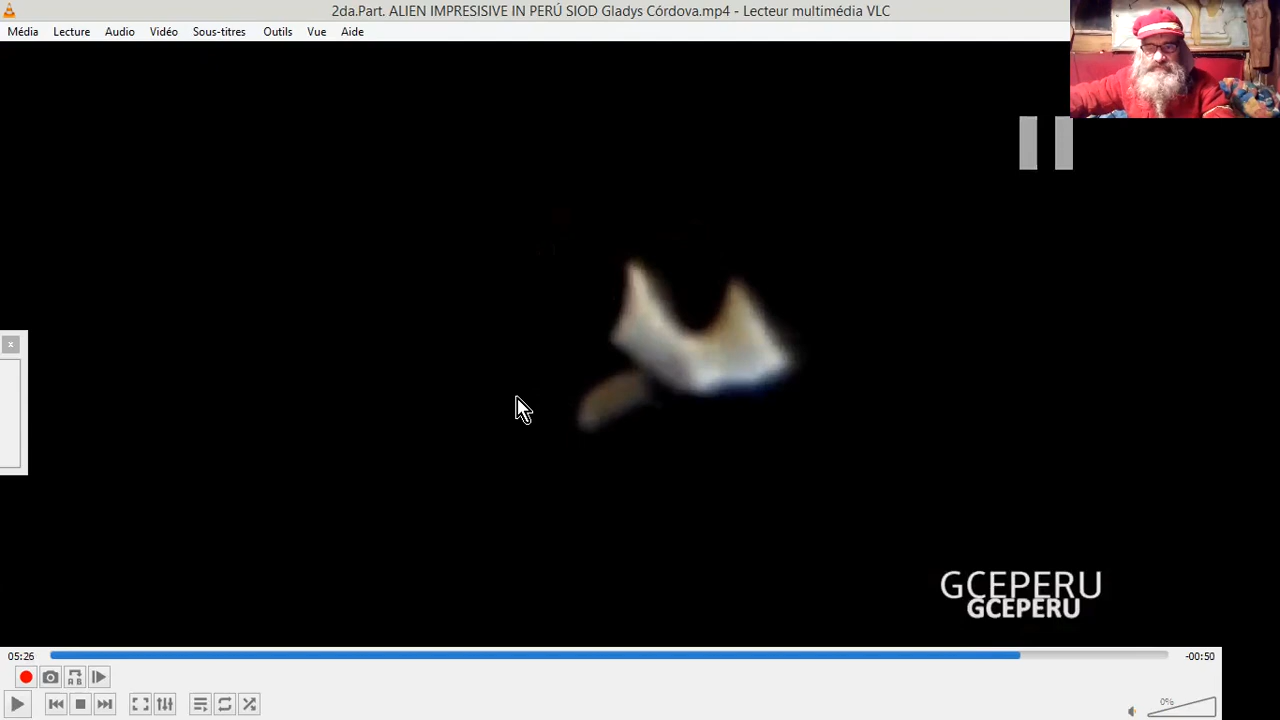 2da.Part. ALIEN IMPRESISIVE IN PERÚ SIOD Gladys Córdova.mp4 - Lecteur multimédia VLC
Média Lecture Audio Vidéo Sous-titres Outils Vue Aide
x
GCEPERU
GCEPERU
05:26
-00:50
AB
0%